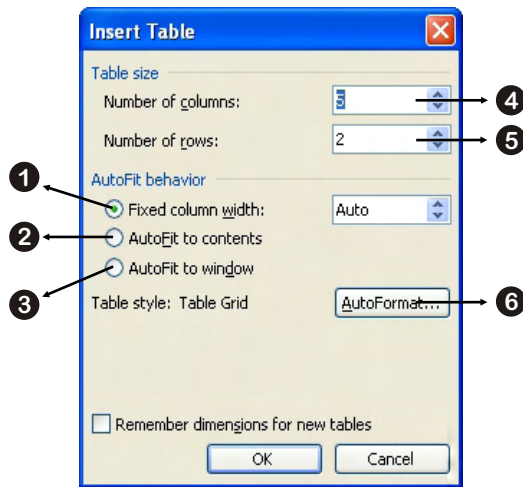 Insert Table
Table size
Number of columns: 5 4
Number of rows: 2 5
1 AutoFit behavior
Fixed column width: Auto
2 AutoFit to contents
AutoFit to window
3 Table style: Table Grid AutoFormat... 6
Remember dimensions for new tables
OK Cancel